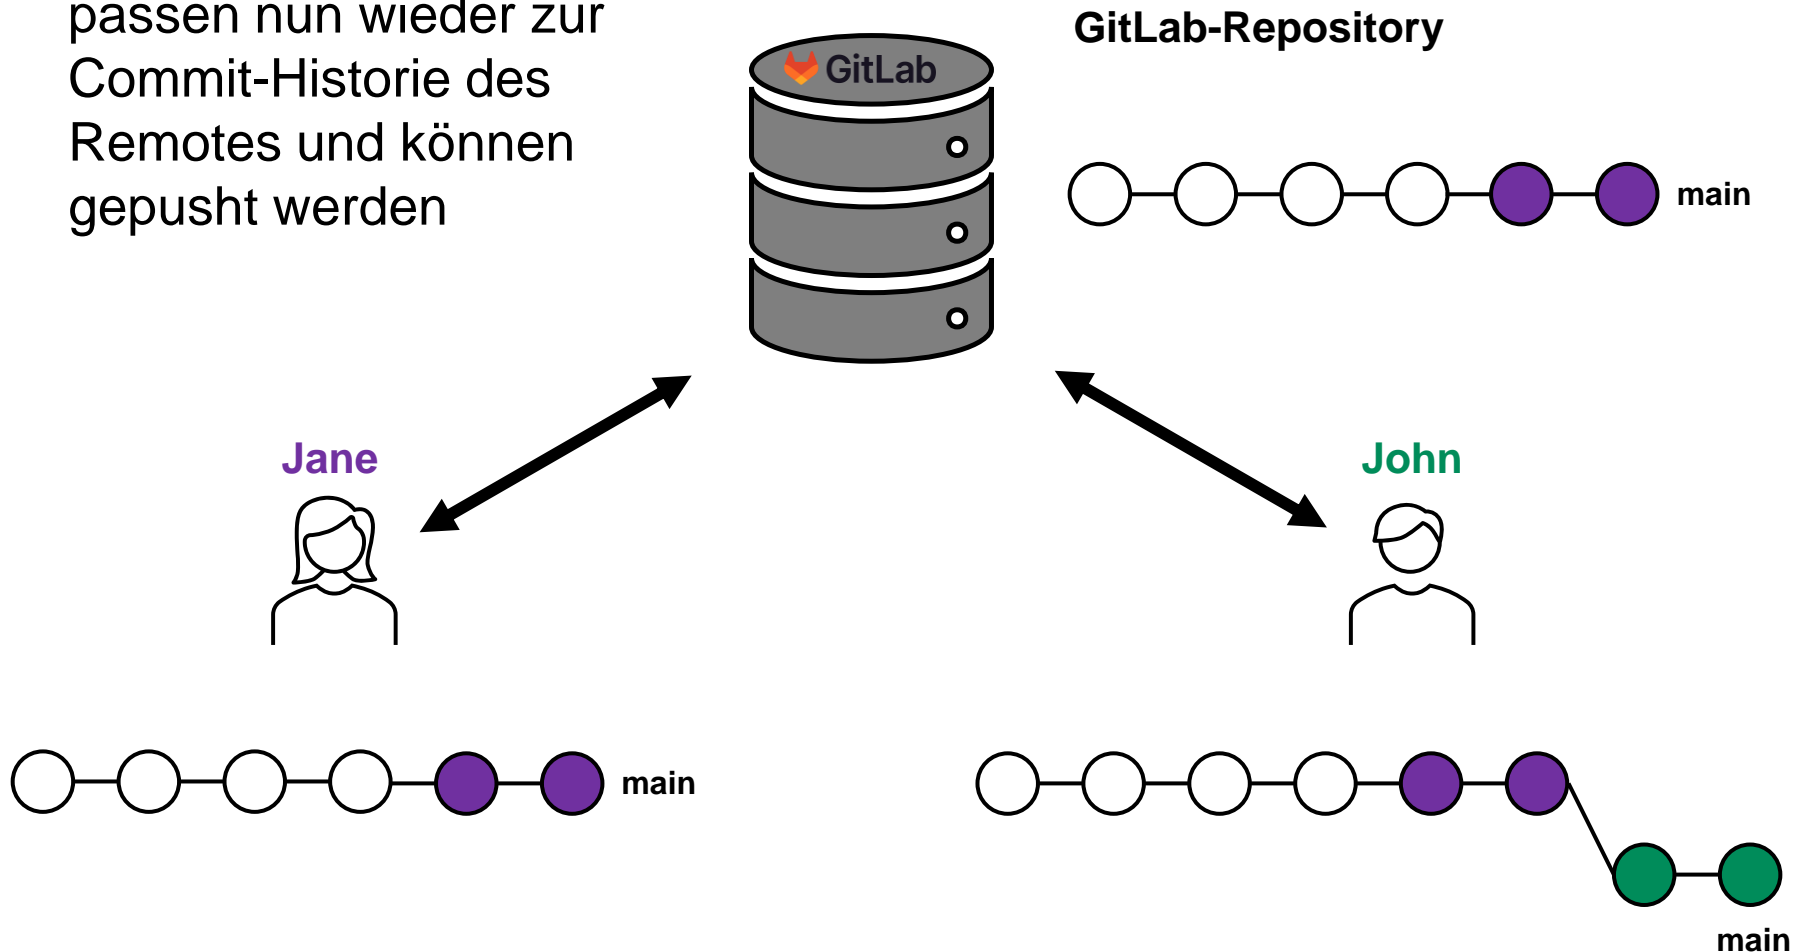 passen nun wieder zur
Commit-Historie des
Remotes und können
gepusht werden
GitLab-Repository
GitLab
main
Jane
John
main
main